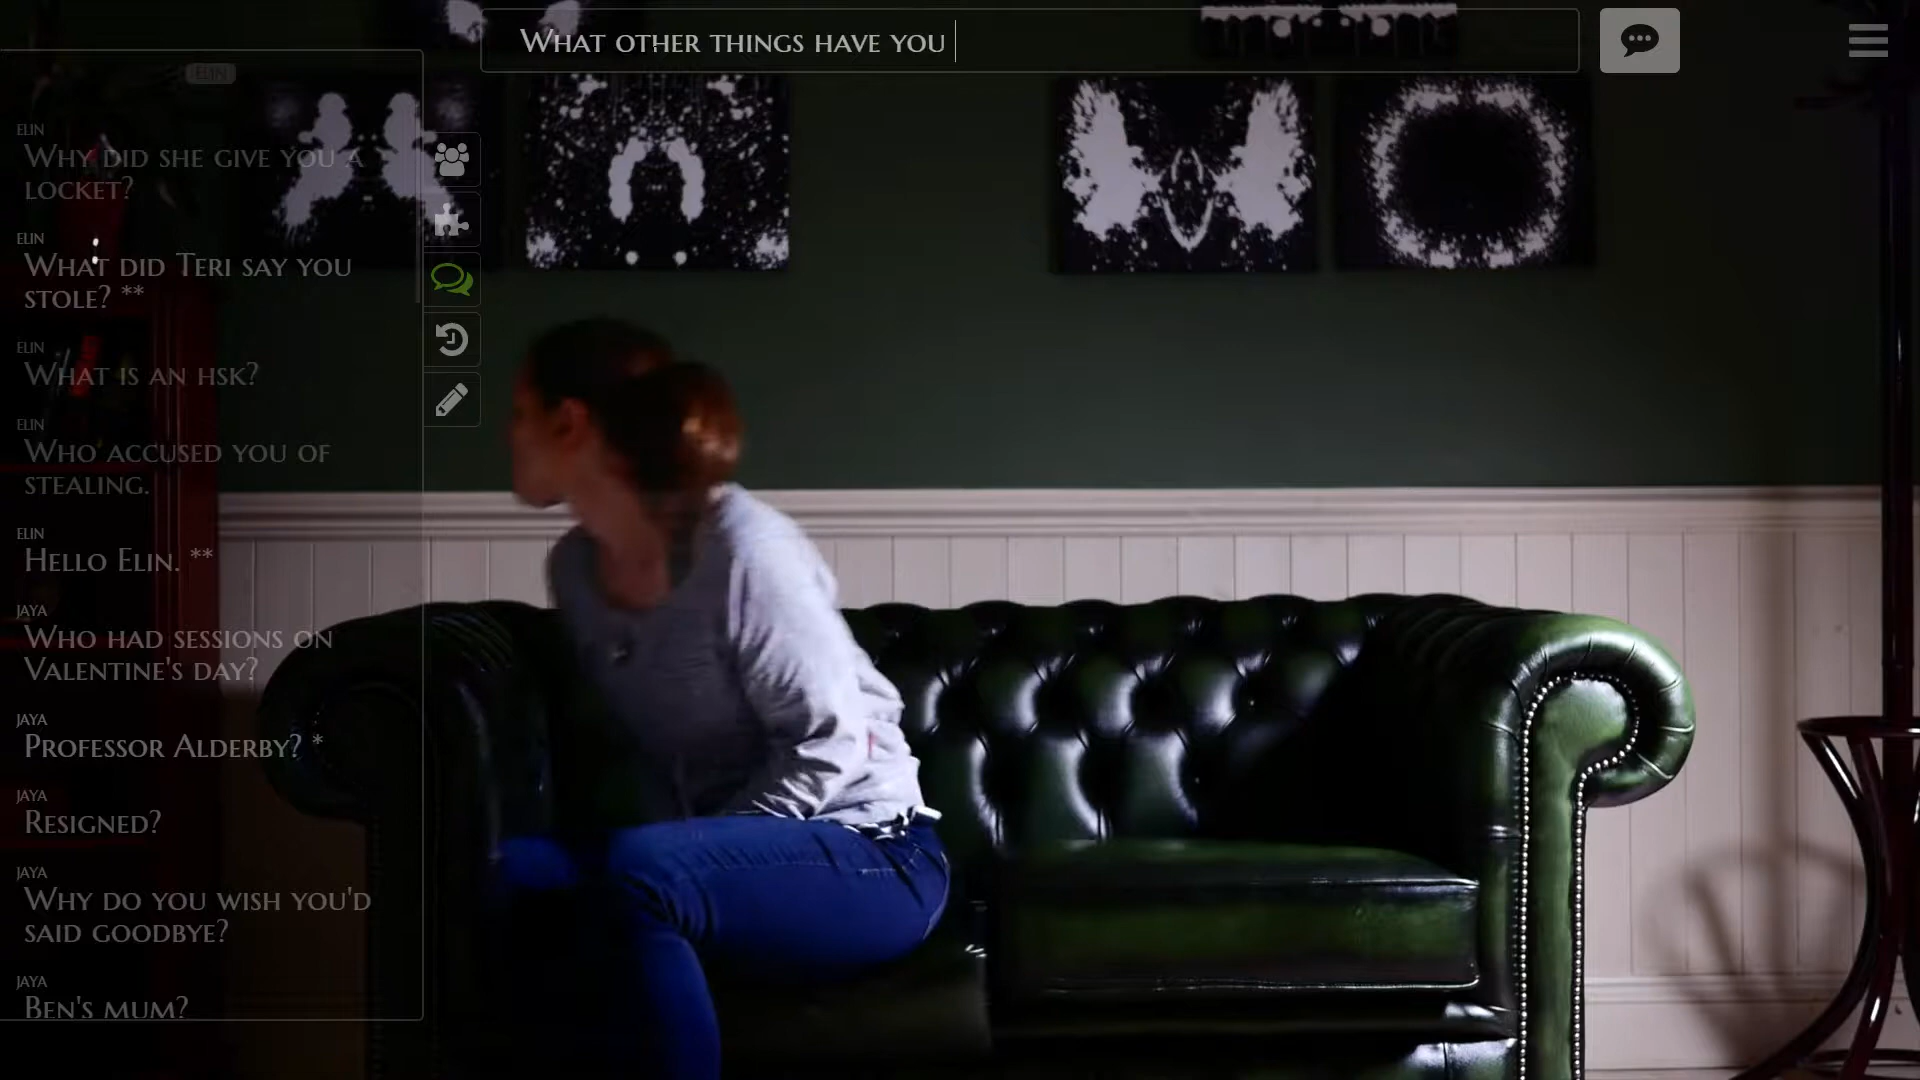 What other things have you
ELIN
ELIN
Why did she give you a
locket?
ELIN
What did Teri say you
stole? **
ELIN
What is an hsk?
ELIN
Who accused you of
stealing.
ELIN
Hello Elin. **
JAYA
Who had sessions on
Valentine's day?
JAYA
Professor Alderby? *
JAYA
Resigned?
JAYA
Why do you wish you'd
said goodbye?
JAYA
Ben's mum?